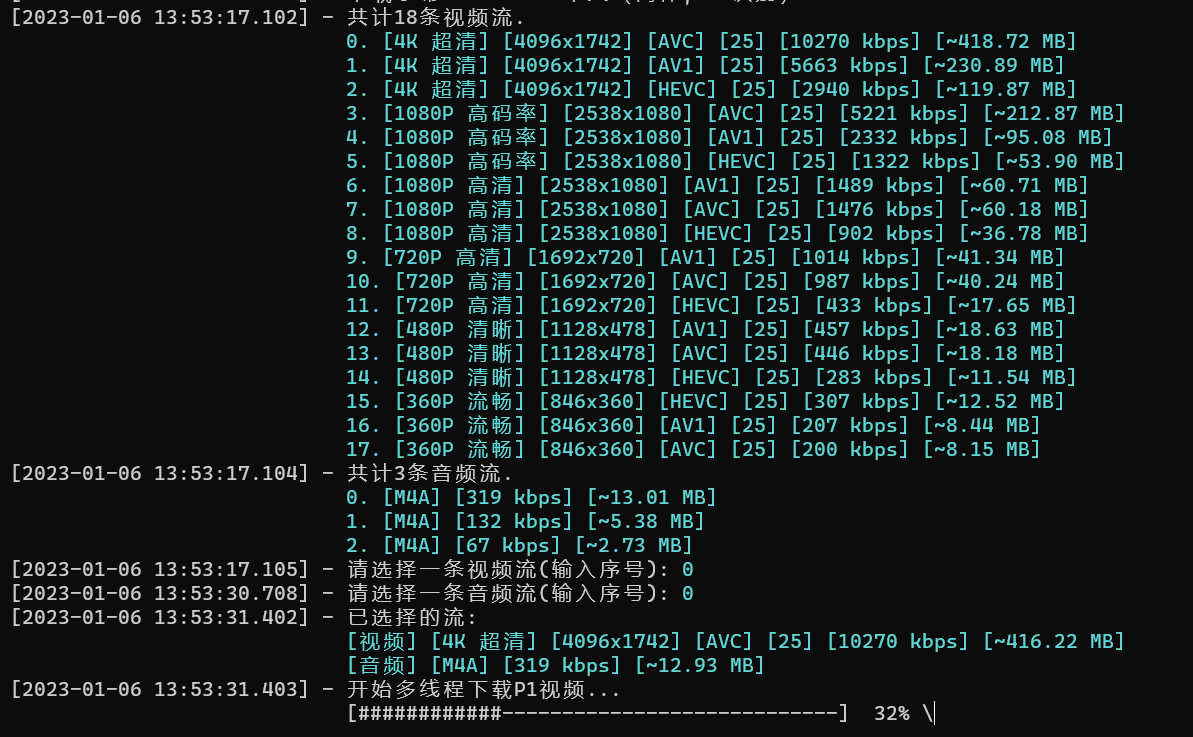 [2023-01-06 13:53:17.102] - 共计18条视频流.
0. [4K 超清] [4096x1742] [AVC] [25] [10270 kbps] [~418.72 MB]
1. [4K 超清] [4096x1742] [AV1] [25] [5663 kbps] [~230.89 MB]
2. [4K 超清] [4096x1742] [HEVC] [25] [2940 kbps] [~119.87 MB]
3. [1080P 高码率] [2538x1080] [AVC] [25] [5221 kbps] [~212.87 MB]
4. [1080P 高码率] [2538x1080] [AV1] [25] [2332 kbps] [~95.08 MB]
5. [1080P 高码率] [2538x1080] [HEVC] [25] [1322 kbps] [~53.90 MB]
6. [1080P 高清] [2538x1080] [AV1] [25] [1489 kbps] [~60.71 MB]
7. [1080P 高清] [2538x1080] [AVC] [25] [1476 kbps] [~60.18 MB]
8. [1080P 高清] [2538x1080] [HEVC] [25] [902 kbps] [~36.78 MB]
9. [720P 高清] [1692x720] [AV1] [25] [1014 kbps] [~41.34 MB]
10. [720P 高清] [1692x720] [AVC] [25] [987 kbps] [~40.24 MB]
11. [720P 高清] [1692x720] [HEVC] [25] [433 kbps] [~17.65 MB]
12. [480P 清晰] [1128x478] [AV1] [25] [457 kbps] [~18.63 MB]
13. [480P 清晰] [1128x478] [AVC] [25] [446 kbps] [~18.18 MB]
14. [480P 清晰] [1128x478] [HEVC] [25] [283 kbps] [~11.54 MB]
15. [360P 流畅] [846x360] [HEVC] [25] [307 kbps] [~12.52 MB]
16. [360P 流畅] [846x360] [AV1] [25] [207 kbps] [~8.44 MB]
17. [360P 流畅] [846x360] [AVC] [25] [200 kbps] [~8.15 MB]
[2023-01-06 13:53:17.104] - 共计3条音频流.
0. [M4A] [319 kbps] [~13.01 MB]
1. [M4A] [132 kbps] [~5.38 MB]
2. [M4A] [67 kbps] [~2.73 MB]
[2023-01-06 13:53:17.105] - 请选择一条视频流(输入序号): 0
[2023-01-06 13:53:30.708] - 请选择一条音频流(输入序号): 0
[2023-01-06 13:53:31.402] - 已选择的流:
[视频] [4K 超清] [4096x1742] [AVC] [25] [10270 kbps] [~416.22 MB]
[音频] [M4A] [319 kbps] [~12.93 MB]
[2023-01-06 13:53:31.403] - 开始多线程下载P1视频...
[############----------------------------] 32% \